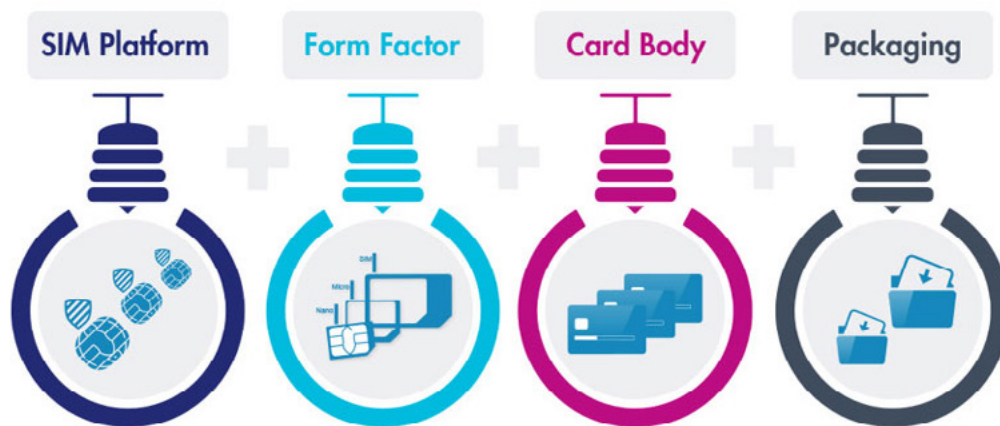 SIM Platform
Form Factor
Card Body
Packaging
SIM
Micro
Nano